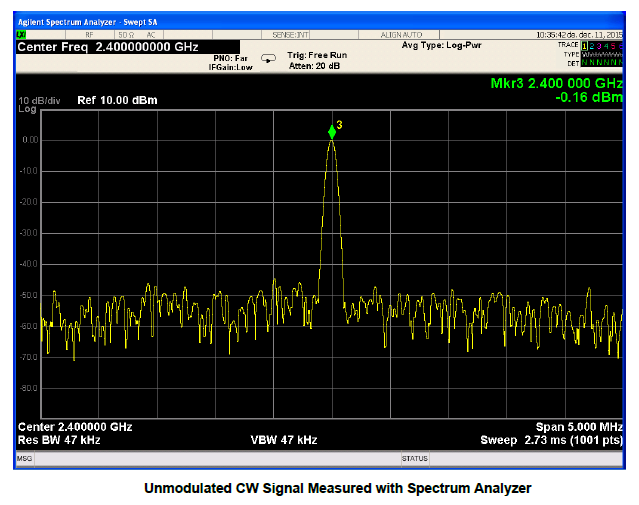 Agilent Spectrum Analyzer - Swept SA
LXI RF 50 Ω AC SENSE:INT ALIGN AUTO 10:35:42 da. dec. 11, 2015
Center Freq 2.400000000 GHz Avg Type: Log-Pwr TRACE 1 2 3 4 5 6
PNO: Far Trig: Free Run TYPE
IFGain:Low Atten: 20 dB DET N N N N N N
Mkr3 2.400 000 GHz
10 dB/div Ref 10.00 dBm -0.16 dBm
Log
3
0.00
-10.0
-20.0
-30.0
-40.0
-50.0
-60.0
-70.0
-80.0
Center 2.400000 GHz Span 5.000 MHz
Res BW 47 kHz VBW 47 kHz Sweep 2.73 ms (1001 pts)
MSG STATUS
Unmodulated CW Signal Measured with Spectrum Analyzer